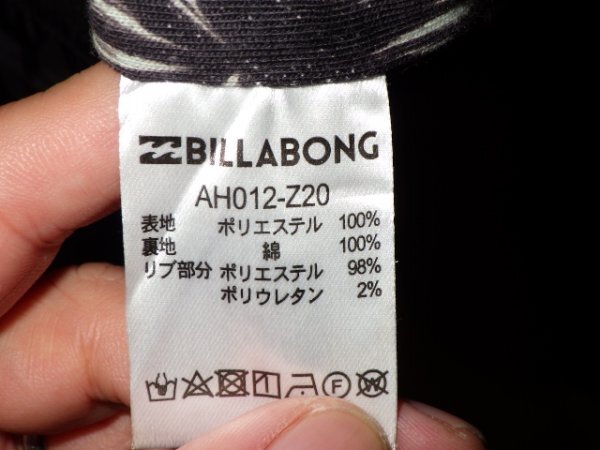 BILLABONG
AH012-Z20
表地 ポリエステル 100%
裏地 綿 100%
リブ部分 ポリエステル 98%
ポリウレタン 2%
1 F W